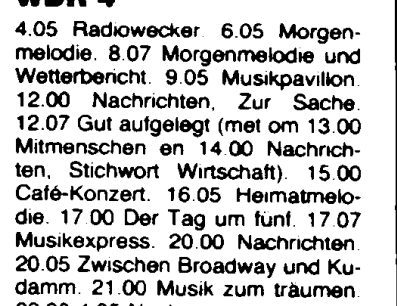 WDR 4
4.05 Radiowecker. 6.05 Morgen-
melodie. 8.07 Morgenmelodie und
Wetterbericht. 9.05 Musikpavillon.
12.00 Nachrichten, Zur Sache.
12.07 Gut aufgelegt (met om 13.00
Mitmenschen en 14.00 Nachrich-
ten, Stichwort Wirtschaft). 15.00
Café-Konzert. 16.05 Heimatmelo-
die. 17.00 Der Tag um fünf. 17.07
Musikexpress. 20.00 Nachrichten.
20.05 Zwischen Broadway und Ku-
damm. 21.00 Musik zum träumen.